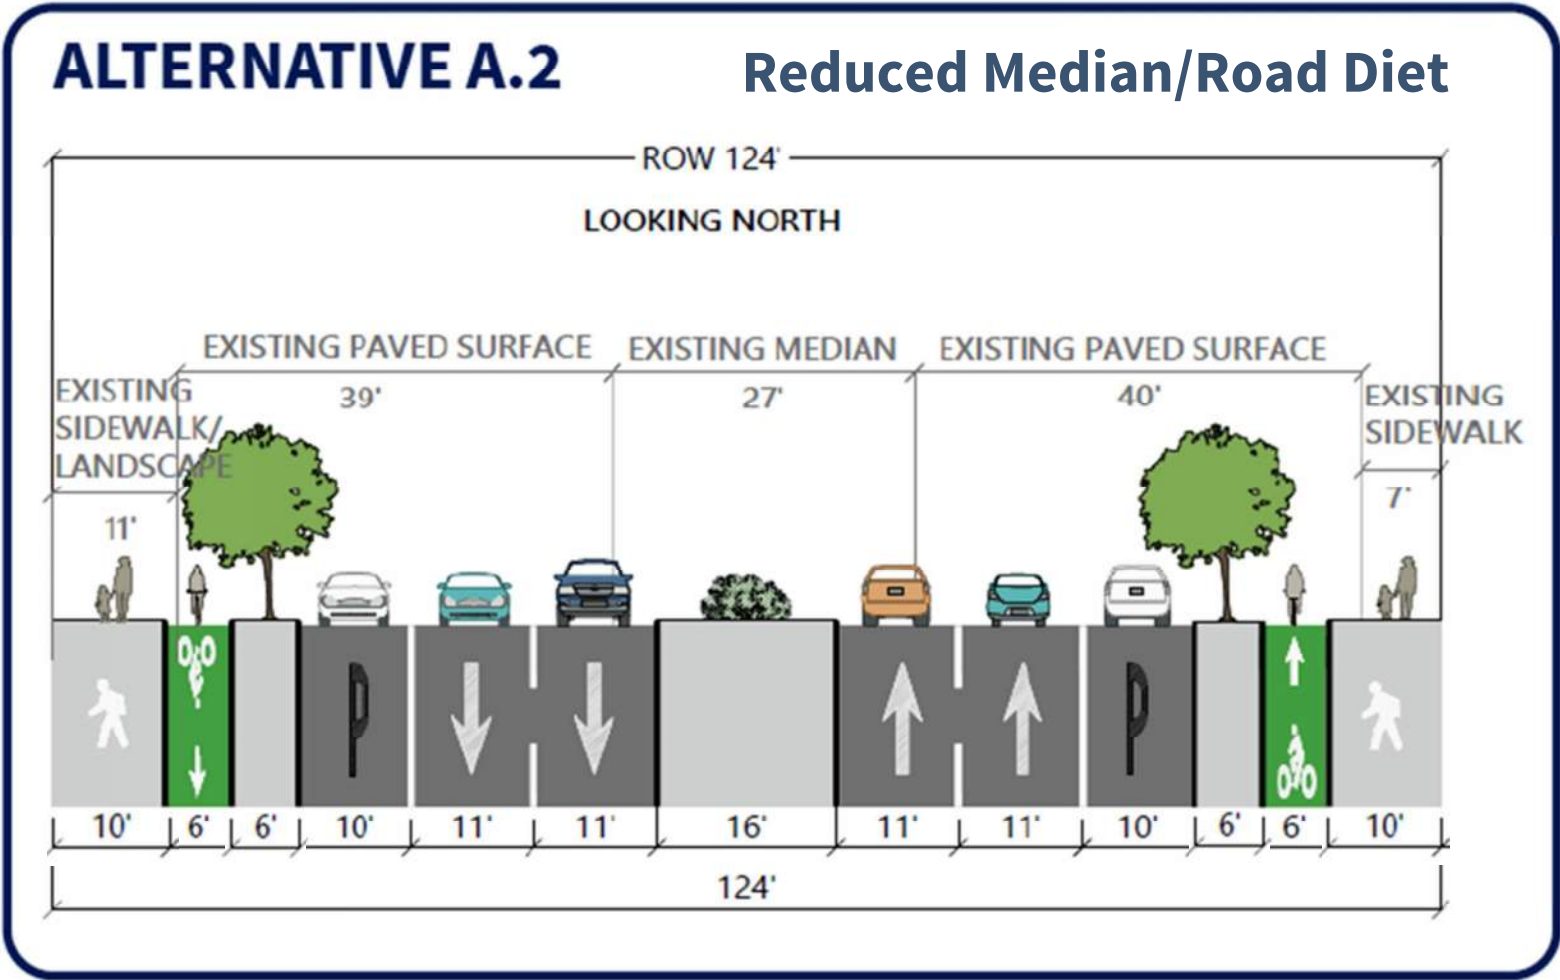 ALTERNATIVE A.2
Reduced Median/Road Diet
ROW 124'
LOOKING NORTH
EXISTING PAVED SURFACE
EXISTING MEDIAN
EXISTING PAVED SURFACE
EXISTING
SIDEWALK/
LANDSCAPE
39'
27'
40'
EXISTING
SIDEWALK
11'
7'
10' 6' 6' 10' 11' 11' 16' 11' 11' 10' 6' 6' 10'
124'